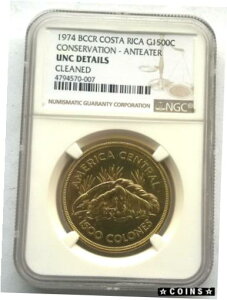 1974 BCCR COSTA RICA G1500C
CONSERVATION - ANTEATER
UNC DETAILS
CLEANED
4794570-007
NUMISMATIC GUARANTY CORPORATION
NGC
AMERICA CENTRAL
1500 COLONES
★ COINS ★